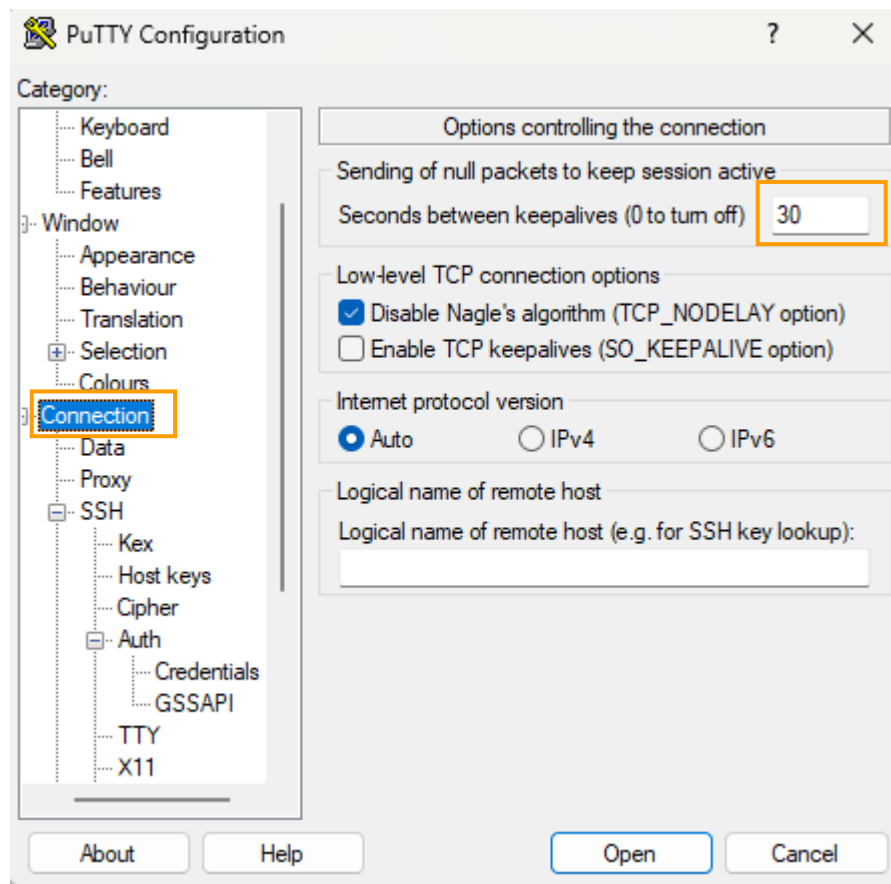 PuTTY Configuration
?
Category:
Keyboard
Bell
Features
Window
Appearance
Behaviour
Translation
Selection
Colours
Connection
Data
Proxy
SSH
Kex
Host keys
Cipher
Auth
Credentials
GSSAPI
TTY
X11
Options controlling the connection
Sending of null packets to keep session active
Seconds between keepalives (0 to turn off) 30
Low-level TCP connection options
Disable Nagle's algorithm (TCP_NODELAY option)
Enable TCP keepalives (SO_KEEPALIVE option)
Internet protocol version
Auto IPv4 IPv6
Logical name of remote host
Logical name of remote host (e.g. for SSH key lookup):
About Help Open Cancel